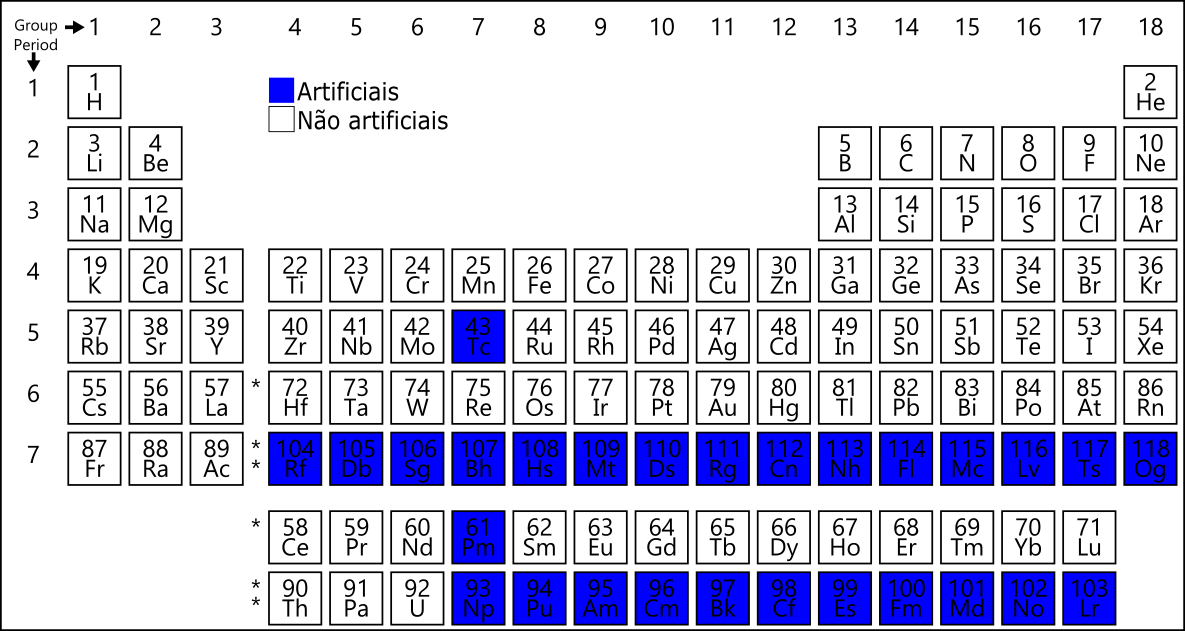 Group 1 2 3 4 5 6 7 8 9 10 11 12 13 14 15 16 17 18
Period
1 1 2
H He
Artificiais
Não artificiais
2 3 4 5 6 7 8 9 10
Li Be B C N O F Ne
3 11 12 13 14 15 16 17 18
Na Mg Al Si P S Cl Ar
4 19 20 21 22 23 24 25 26 27 28 29 30 31 32 33 34 35 36
K Ca Sc Ti V Cr Mn Fe Co Ni Cu Zn Ga Ge As Se Br Kr
5 37 38 39 40 41 42 43 44 45 46 47 48 49 50 51 52 53 54
Rb Sr Y Zr Nb Mo Tc Ru Rh Pd Ag Cd In Sn Sb Te I Xe
6 55 56 57 * 72 73 74 75 76 77 78 79 80 81 82 83 84 85 86
Cs Ba La Hf Ta W Re Os Ir Pt Au Hg Tl Pb Bi Po At Rn
7 87 88 89 * 104 105 106 107 108 109 110 111 112 113 114 115 116 117 118
Fr Ra Ac * Rf Db Sg Bh Hs Mt Ds Rg Cn Nh Fl Mc Lv Ts Og
* 58 59 60 61 62 63 64 65 66 67 68 69 70 71
Ce Pr Nd Pm Sm Eu Gd Tb Dy Ho Er Tm Yb Lu
* 90 91 92 93 94 95 96 97 98 99 100 101 102 103
* Th Pa U Np Pu Am Cm Bk Cf Es Fm Md No Lr